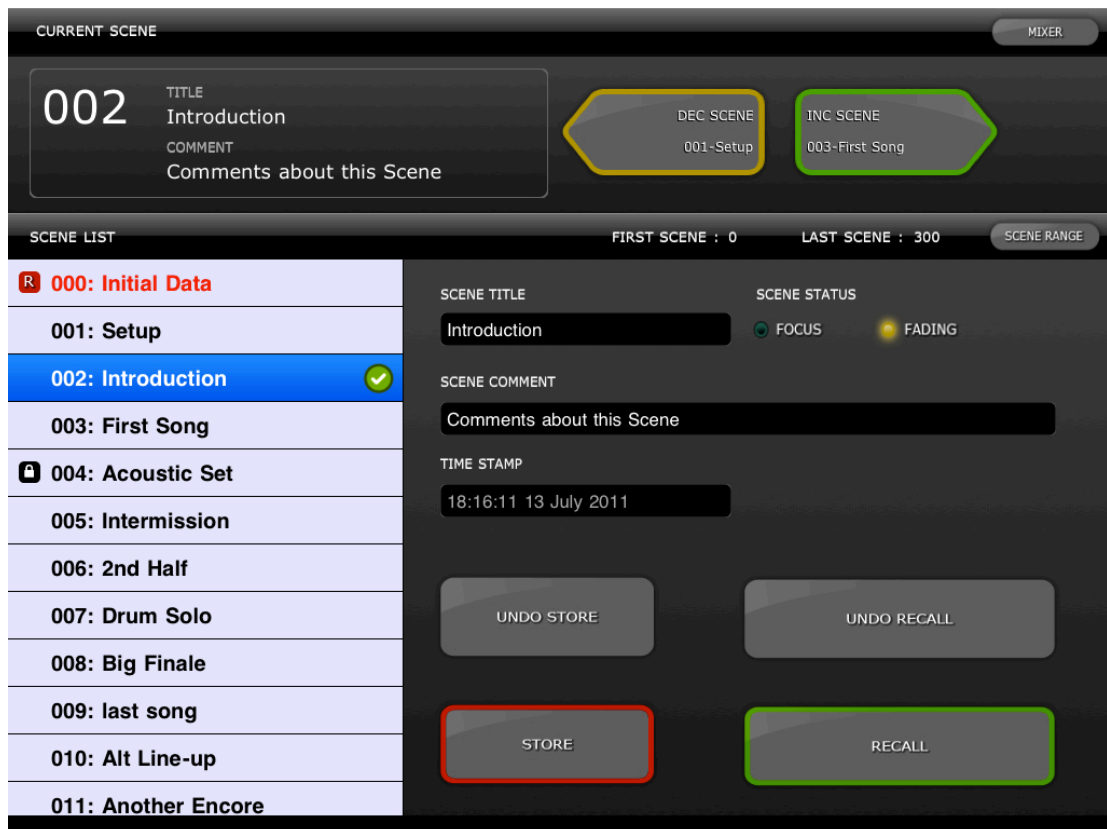 CURRENT SCENE
MIXER
002
TITLE
Introduction
COMMENT
Comments about this Scene
DEC SCENE
001-Setup
INC SCENE
003-First Song
SCENE LIST
FIRST SCENE : 0
LAST SCENE : 300
SCENE RANGE
R 000: Initial Data
001: Setup
002: Introduction
003: First Song
004: Acoustic Set
005: Intermission
006: 2nd Half
007: Drum Solo
008: Big Finale
009: last song
010: Alt Line-up
011: Another Encore
SCENE TITLE
Introduction
SCENE STATUS
FOCUS
FADING
SCENE COMMENT
Comments about this Scene
TIME STAMP
18:16:11 13 July 2011
UNDO STORE
UNDO RECALL
STORE
RECALL